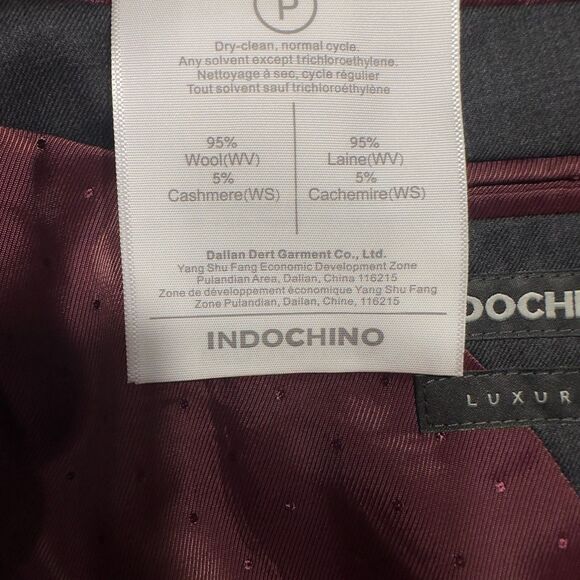 P
Dry-clean, normal cycle.
Any solvent except trichloroethylene.
Nettoyage à sec, cycle régulier
Tout solvent sauf trichloroéthylène
95%
Wool(WV)
5%
Cashmere(WS)
95%
Laine(WV)
5%
Cachemire(WS)
Dalian Dert Garment Co., Ltd.
Yang Shu Fang Economic Development Zone
Pulandian Area, Dalian, China 116215
Zone de développement économique Yang Shu Fang
Zone Pulandian, Dalian, Chine, 116215
INDOCHINO
DOCHI
LUXUR